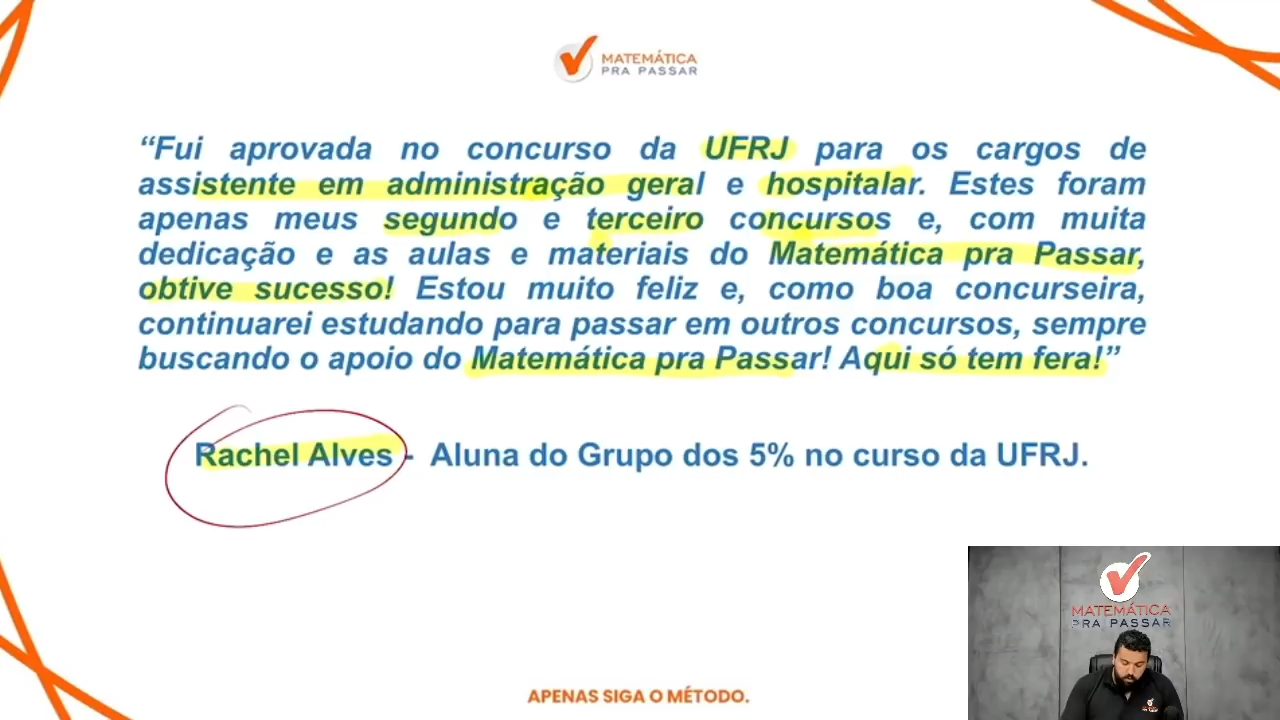 MATEMÁTICA
PRA PASSAR
“Fui aprovada no concurso da UFRJ para os cargos de
assistente em administração geral e hospitalar. Estes foram
apenas meus segundo e terceiro concursos e, com muita
dedicação e as aulas e materiais do Matemática pra Passar,
obtive sucesso! Estou muito feliz e, como boa concurseira,
continuarei estudando para passar em outros concursos, sempre
buscando o apoio do Matemática pra Passar! Aqui só tem fera!”
Rachel Alves - Aluna do Grupo dos 5% no curso da UFRJ.
MATEMÁTICA
PRA PASSAR
APENAS SIGA O MÉTODO.